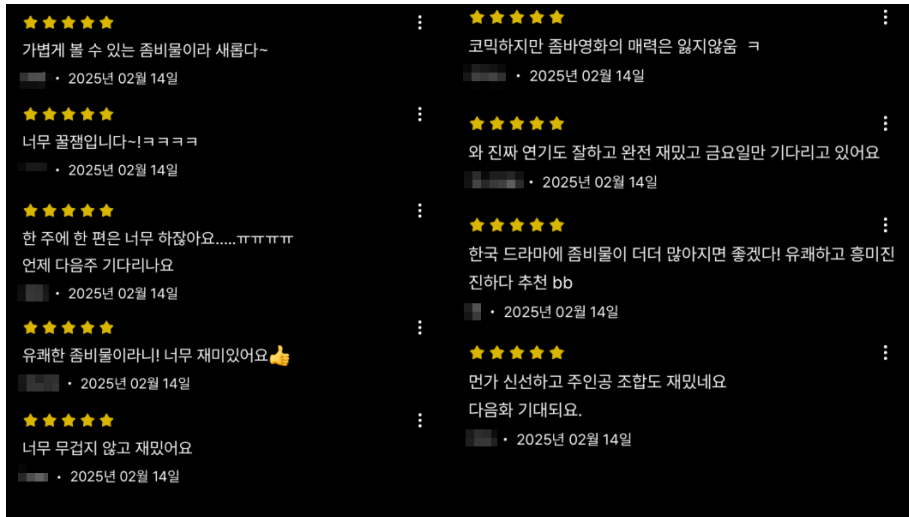 가볍게 볼 수 있는 좀비물이라 새롭다~
· 2025년 02월 14일
너무 꿀잼입니다~!ㅋㅋㅋㅋ
· 2025년 02월 14일
한 주에 한 편은 너무 하잖아요.....ㅠㅠㅠㅠ
언제 다음주 기다리나요
· 2025년 02월 14일
유쾌한 좀비물이라니! 너무 재미있어요👍
· 2025년 02월 14일
너무 무겁지 않고 재밌어요
· 2025년 02월 14일
코믹하지만 좀바영화의 매력은 잃지않움 ㅋ
· 2025년 02월 14일
와 진짜 연기도 잘하고 완전 재밌고 금요일만 기다리고 있어요
· 2025년 02월 14일
한국 드라마에 좀비물이 더더 많아지면 좋겠다! 유쾌하고 흥미진
진하다 추천 bb
· 2025년 02월 14일
먼가 신선하고 주인공 조합도 재밌네요
다음화 기대되요.
· 2025년 02월 14일